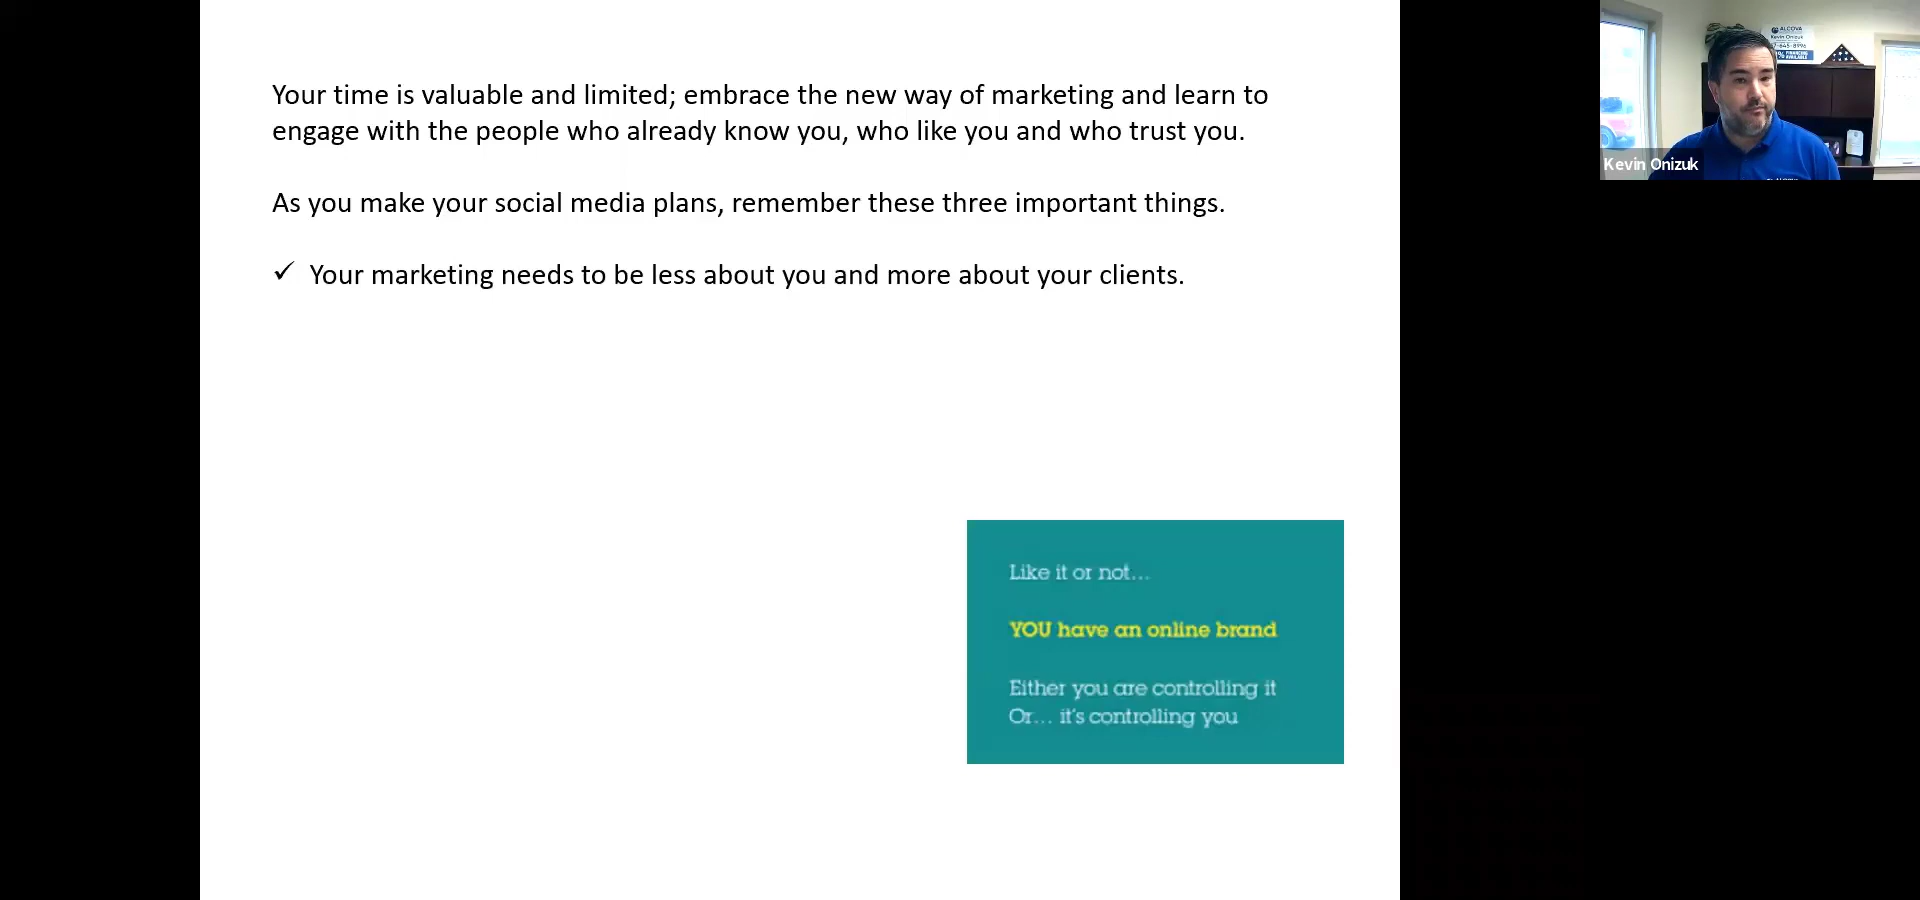 Your time is valuable and limited; embrace the new way of marketing and learn to
engage with the people who already know you, who like you and who trust you.
As you make your social media plans, remember these three important things.
✓ Your marketing needs to be less about you and more about your clients.
Like it or not...
YOU have an online brand
Either you are controlling it
Or... it's controlling you
ALCOVA
Kevin Onizuk
Kevin Onizuk